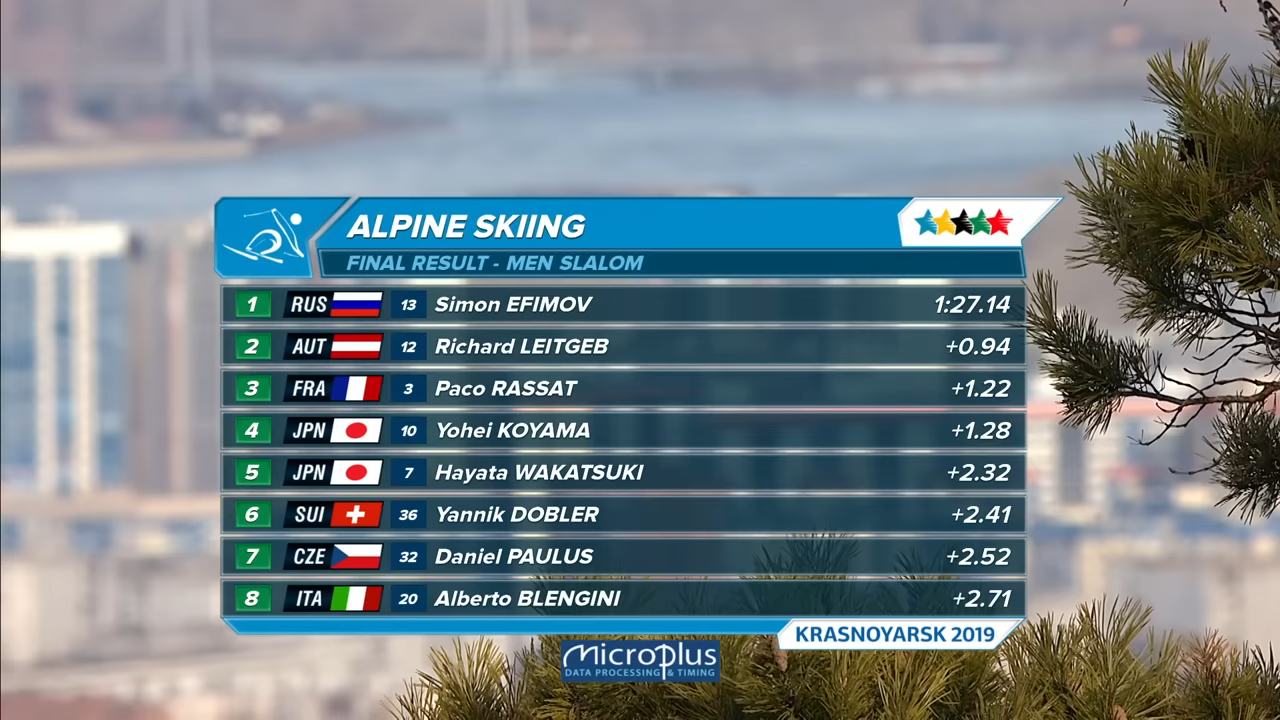 ALPINE SKIING
FINAL RESULT - MEN SLALOM
1 RUS 13 Simon EFIMOV 1:27.14
2 AUT 12 Richard LEITGEB +0.94
3 FRA 3 Paco RASSAT +1.22
4 JPN 10 Yohei KOYAMA +1.28
5 JPN 7 Hayata WAKATSUKI +2.32
6 SUI 36 Yannik DOBLER +2.41
7 CZE 32 Daniel PAULUS +2.52
8 ITA 20 Alberto BLENGINI +2.71
KRASNOYARSK 2019
Microplus
DATA PROCESSING & TIMING